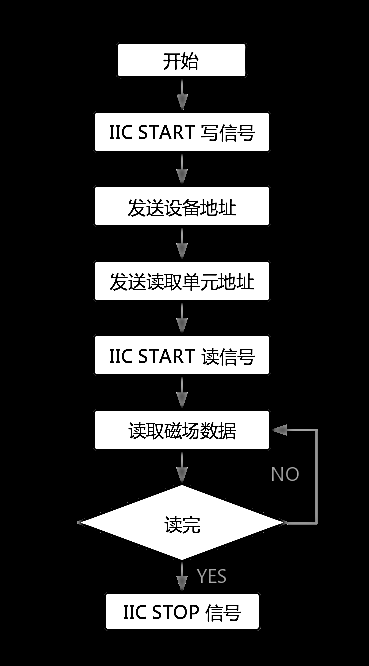 开始
IIC START 写信号
发送设备地址
发送读取单元地址
IIC START 读信号
读取磁场数据
NO
读完
YES
IIC STOP 信号